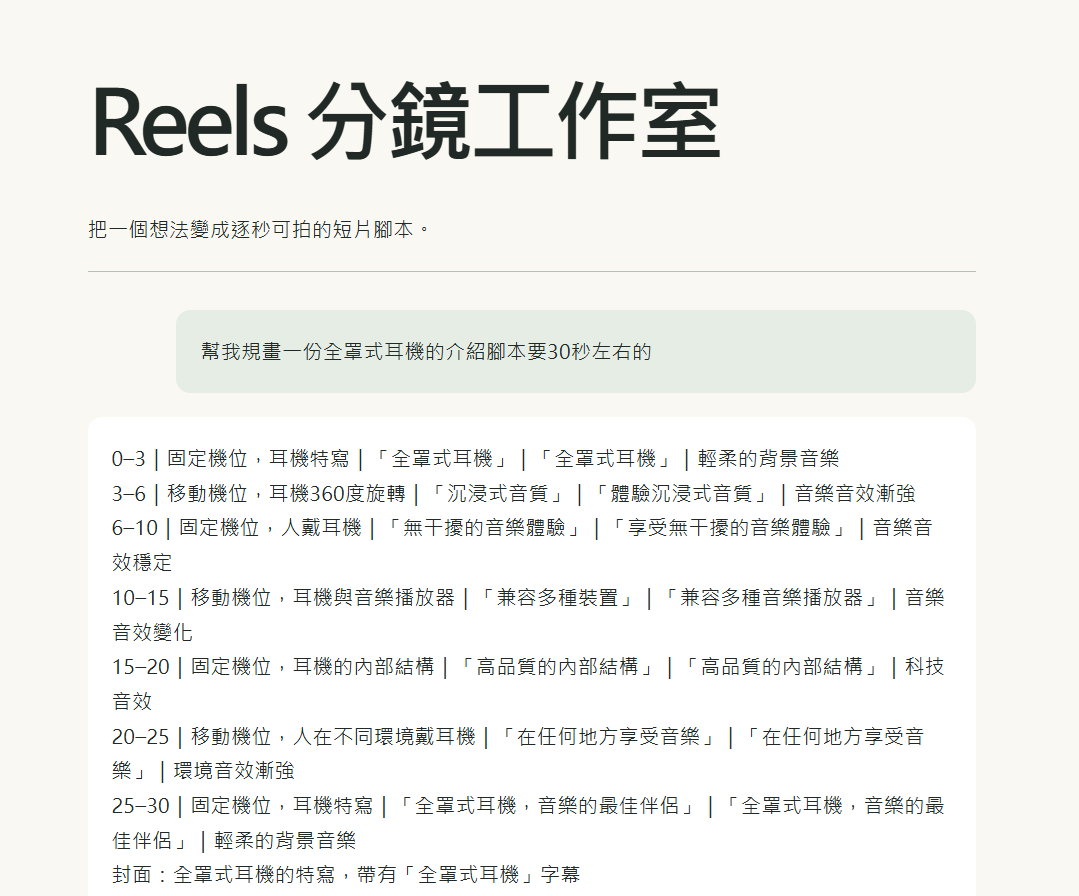 Reels 分鏡工作室
把一個想法變成逐秒可拍的短片腳本。
幫我規畫一份全罩式耳機的介紹腳本要30秒左右的
0–3｜固定機位，耳機特寫｜「全罩式耳機」｜「全罩式耳機」｜輕柔的背景音樂
3–6｜移動機位，耳機360度旋轉｜「沉浸式音質」｜「體驗沉浸式音質」｜音樂音效漸強
6–10｜固定機位，人戴耳機｜「無干擾的音樂體驗」｜「享受無干擾的音樂體驗」｜音樂音
效穩定
10–15｜移動機位，耳機與音樂播放器｜「兼容多種裝置」｜「兼容多種音樂播放器」｜音樂
音效變化
15–20｜固定機位，耳機的內部結構｜「高品質的內部結構」｜「高品質的內部結構」｜科技
音效
20–25｜移動機位，人在不同環境戴耳機｜「在任何地方享受音樂」｜「在任何地方享受音
樂」｜環境音效漸強
25–30｜固定機位，耳機特寫｜「全罩式耳機，音樂的最佳伴侶」｜「全罩式耳機，音樂的最
佳伴侶」｜輕柔的背景音樂
封面：全罩式耳機的特寫，帶有「全罩式耳機」字幕